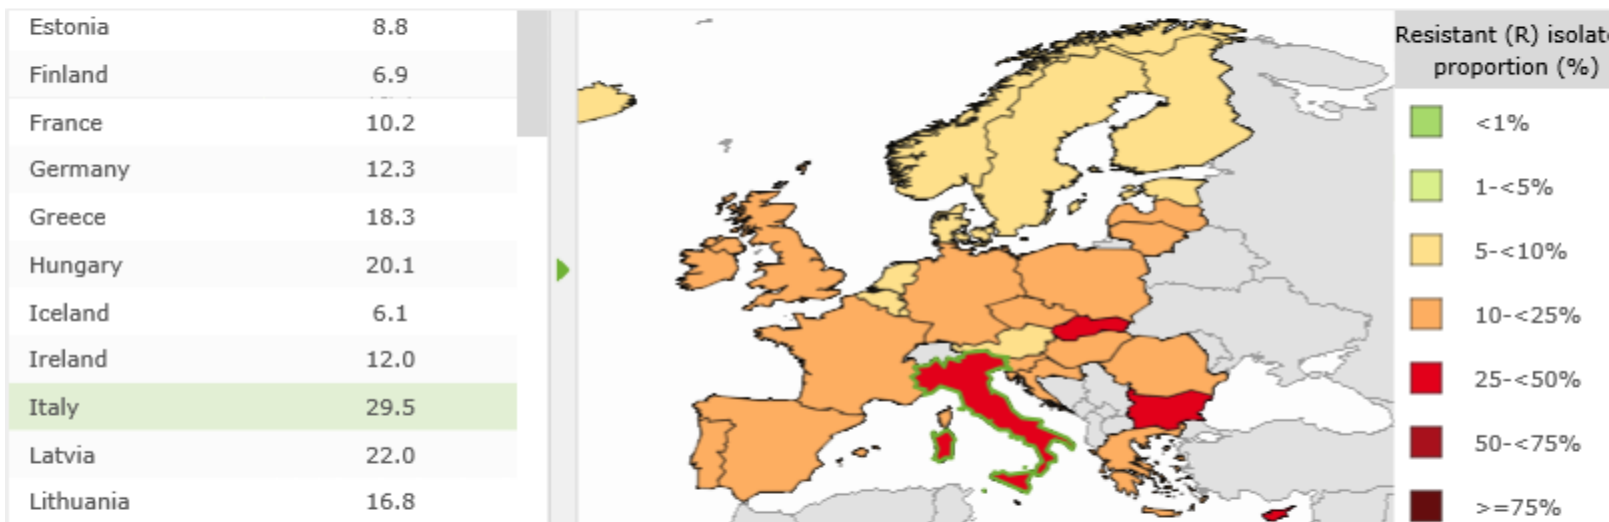 Estonia 8.8
Finland 6.9
France 10.2
Germany 12.3
Greece 18.3
Hungary 20.1
Iceland 6.1
Ireland 12.0
Italy 29.5
Latvia 22.0
Lithuania 16.8
Resistant (R) isolat
proportion (%)
<1%
1-<5%
5-<10%
10-<25%
25-<50%
50-<75%
>=75%